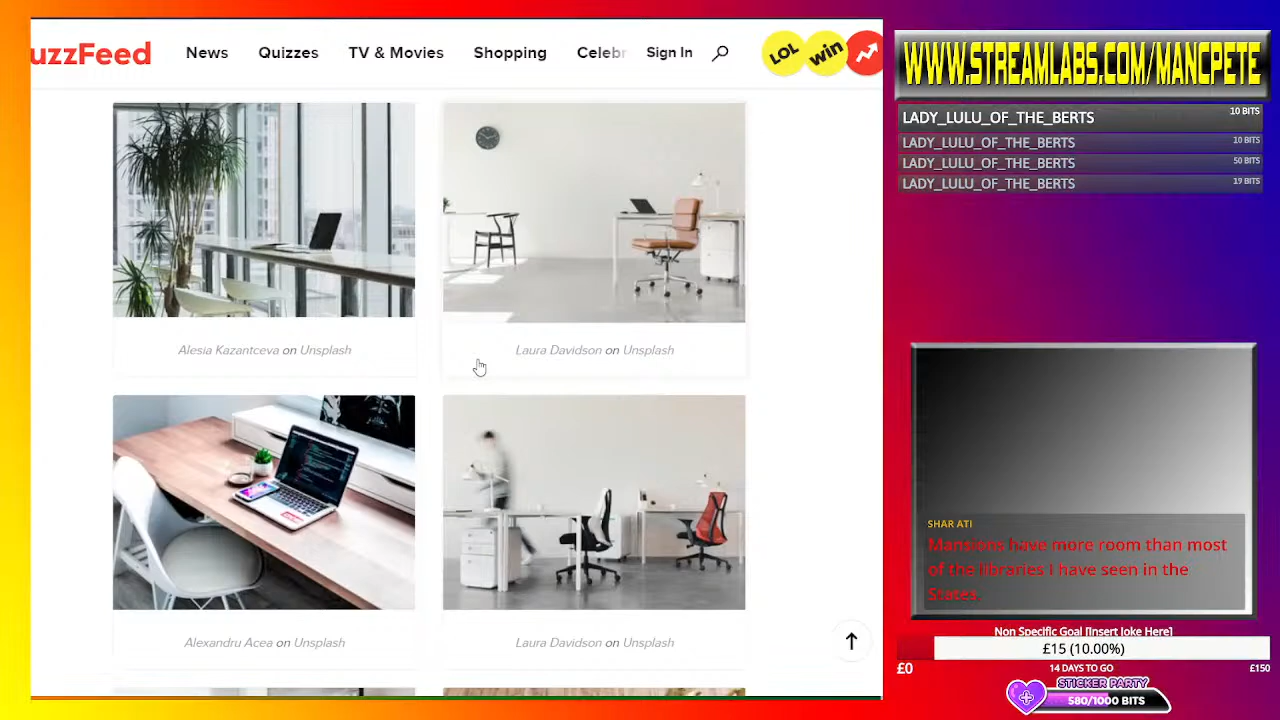 uzzFeed
News
Quizzes
TV & Movies
Shopping
Celebr
Sign In
LOL
win
Alesia Kazantceva on Unsplash
Laura Davidson on Unsplash
Alexandru Acea on Unsplash
Laura Davidson on Unsplash
WWW.STREAMLABS.COM/MANCPETE
LADY_LULU_OF_THE_BERTS 10 BITS
LADY_LULU_OF_THE_BERTS 10 BITS
LADY_LULU_OF_THE_BERTS 50 BITS
LADY_LULU_OF_THE_BERTS 19 BITS
SHAR ATI
Mansions have more room than most
of the libraries I have seen in the
States.
Non Specific Goal [Insert Joke Here]
£15 (10.00%)
£0 14 DAYS TO GO £150
STICKER PARTY
580/1000 BITS